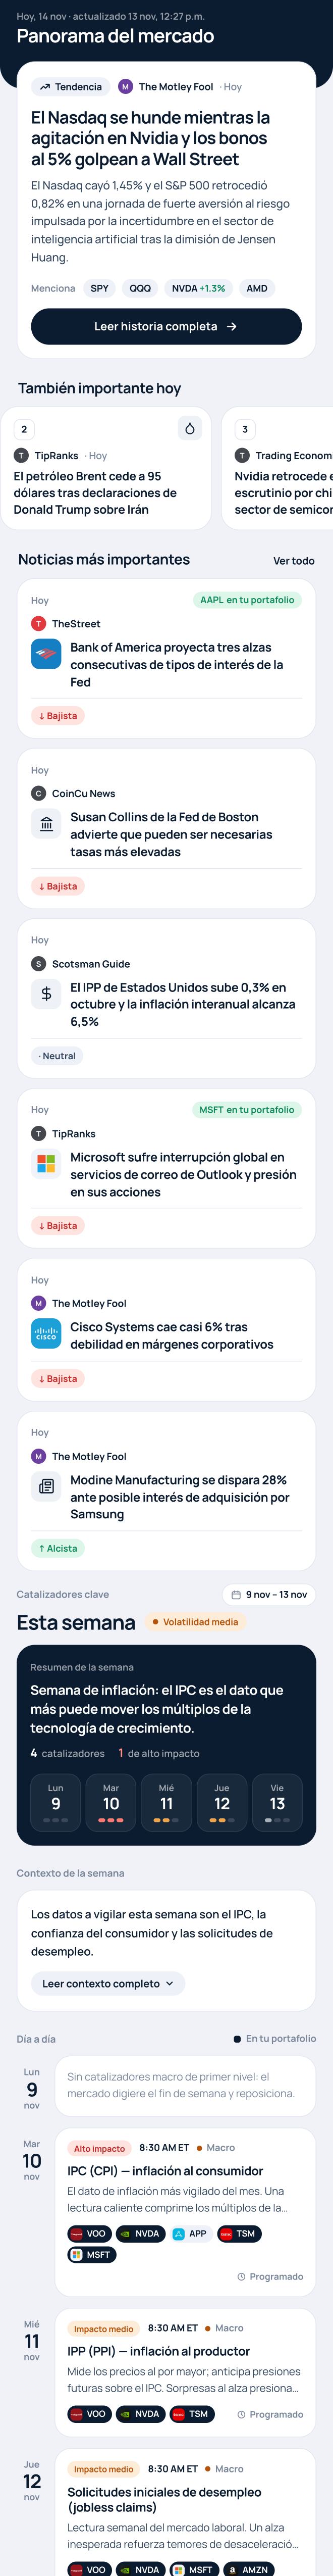 Hoy, 14 nov · actualizado 13 nov, 12:27 p.m.
Panorama del mercado
Tendencia
M The Motley Fool · Hoy
El Nasdaq se hunde mientras la
agitación en Nvidia y los bonos
al 5% golpean a Wall Street
El Nasdaq cayó 1,45% y el S&P 500 retrocedió
0,82% en una jornada de fuerte aversión al riesgo
impulsada por la incertidumbre en el sector de
inteligencia artificial tras la dimisión de Jensen
Huang.
Menciona SPY QQQ NVDA +1.3% AMD
Leer historia completa →
También importante hoy
2
T TipRanks · Hoy
El petróleo Brent cede a 95
dólares tras declaraciones de
Donald Trump sobre Irán
3
T Trading Econom
Nvidia retrocede e
escrutinio por chi
sector de semicor
Noticias más importantes
Ver todo
Hoy
AAPL en tu portafolio
T TheStreet
Bank of America proyecta tres alzas
consecutivas de tipos de interés de la
Fed
↓ Bajista
Hoy
C CoinCu News
Susan Collins de la Fed de Boston
advierte que pueden ser necesarias
tasas más elevadas
↓ Bajista
Hoy
S Scotsman Guide
El IPP de Estados Unidos sube 0,3% en
octubre y la inflación interanual alcanza
6,5%
· Neutral
Hoy
MSFT en tu portafolio
T TipRanks
Microsoft sufre interrupción global en
servicios de correo de Outlook y presión
en sus acciones
↓ Bajista
Hoy
M The Motley Fool
CISCO
Cisco Systems cae casi 6% tras
debilidad en márgenes corporativos
↓ Bajista
Hoy
M The Motley Fool
Modine Manufacturing se dispara 28%
ante posible interés de adquisición por
Samsung
↑ Alcista
Catalizadores clave
9 nov – 13 nov
Esta semana
Volatilidad media
Resumen de la semana
Semana de inflación: el IPC es el dato que
más puede mover los múltiplos de la
tecnología de crecimiento.
4 catalizadores 1 de alto impacto
Lun Mar Mié Jue Vie
9 10 11 12 13
Contexto de la semana
Los datos a vigilar esta semana son el IPC, la
confianza del consumidor y las solicitudes de
desempleo.
Leer contexto completo
Día a día
En tu portafolio
Lun
9
nov
Sin catalizadores macro de primer nivel: el
mercado digiere el fin de semana y reposiciona.
Mar
10
nov
Alto impacto 8:30 AM ET Macro
IPC (CPI) — inflación al consumidor
El dato de inflación más vigilado del mes. Una
lectura caliente comprime los múltiplos de la…
VOO NVDA APP TSM
MSFT
Programado
Mié
11
nov
Impacto medio 8:30 AM ET Macro
IPP (PPI) — inflación al productor
Mide los precios al por mayor; anticipa presiones
futuras sobre el IPC. Sorpresas al alza presiona…
VOO NVDA TSM
Programado
Jue
12
nov
Impacto medio 8:30 AM ET Macro
Solicitudes iniciales de desempleo
(jobless claims)
Lectura semanal del mercado laboral. Un alza
inesperada refuerza temores de desaceleració…
VOO NVDA MSFT AMZN